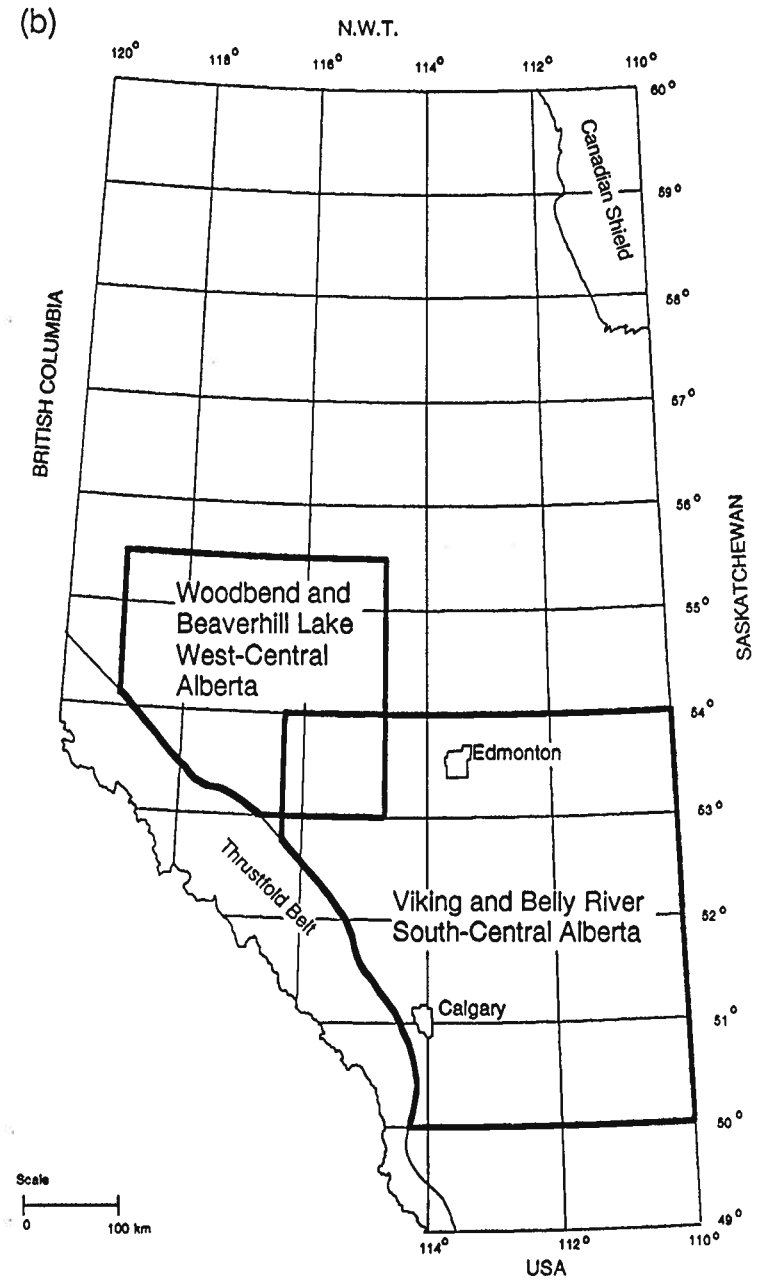 (b)
N.W.T.
120° 118° 116° 114° 112° 110°
60°
Canadian Shield
59°
58°
BRITISH COLUMBIA
57°
56°
SASKATCHEWAN
55°
Woodbend and
Beaverhill Lake
West-Central
Alberta
54°
Edmonton
53°
Thrustfold Belt
Viking and Belly River
South-Central Alberta
52°
Calgary
51°
50°
Scale
0 100 km
49°
114° 112° 110°
USA